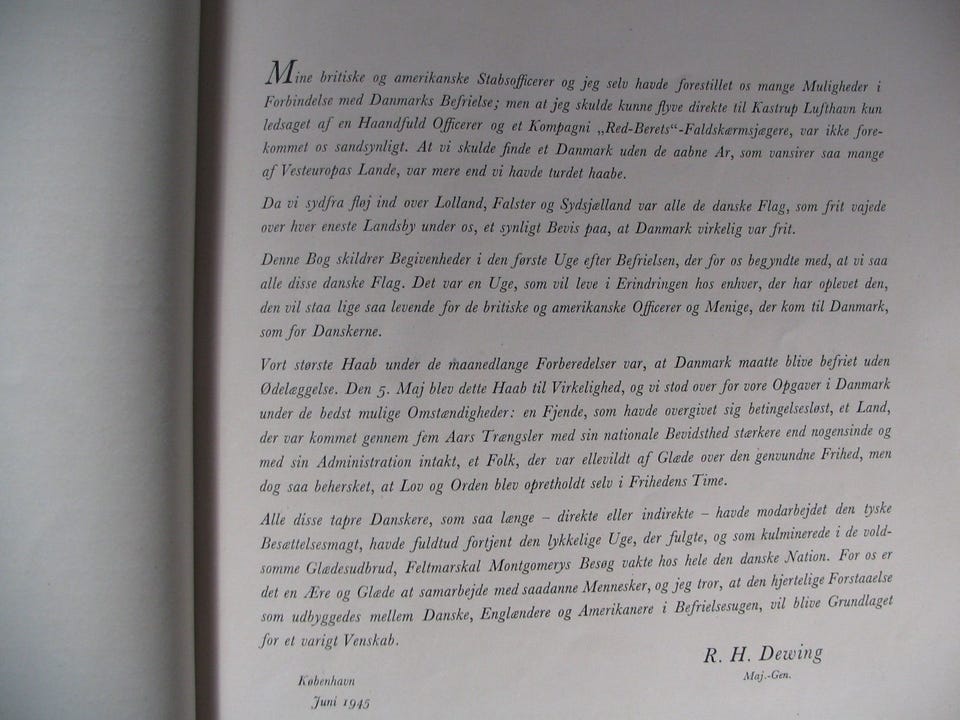 Mine britiske og amerikanske Stabsofficerer og jeg selv havde forestillet os mange Muligheder i
Forbindelse med Danmarks Befrielse; men at jeg skulde kunne flyve direkte til Kastrup Lufthavn kun
ledsaget af en Haandfuld Officerer og et Kompagni „Red-Berets“-Faldskærmsjægere, var ikke fore-
kommet os sandsynligt. At vi skulde finde et Danmark uden de aabne Ar, som vansirer saa mange
af Vesteuropas Lande, var mere end vi havde turdet haabe.
Da vi sydfra fløj ind over Lolland, Falster og Sydsjælland var alle de danske Flag, som frit vajede
over hver eneste Landsby under os, et synligt Bevis paa, at Danmark virkelig var frit.
Denne Bog skildrer Begivenheder i den første Uge efter Befrielsen, der for os begyndte med, at vi saa
alle disse danske Flag. Det var en Uge, som vil leve i Erindringen hos enhver, der har oplevet den,
den vil staa lige saa levende for de britiske og amerikanske Officerer og Menige, der kom til Danmark,
som for Danskerne.
Vort største Haab under de maanedlange Forberedelser var, at Danmark maatte blive befriet uden
Ødelæggelse. Den 5. Maj blev dette Haab til Virkelighed, og vi stod over for vore Opgaver i Danmark
under de bedst mulige Omstændigheder: en Fjende, som havde overgivet sig betingelsesløst, et Land,
der var kommet gennem fem Aars Trængsler med sin nationale Bevidsthed stærkere end nogensinde og
med sin Administration intakt, et Folk, der var ellevildt af Glæde over den genvundne Frihed, men
dog saa behersket, at Lov og Orden blev opretholdt selv i Frihedens Time.
Alle disse tapre Danskere, som saa længe – direkte eller indirekte – havde modarbejdet den tyske
Besættelsesmagt, havde fuldtud fortjent den lykkelige Uge, der fulgte, og som kulminerede i de vold-
somme Glædesudbrud, Feltmarskal Montgomerys Besøg vakte hos hele den danske Nation. For os er
det en Ære og Glæde at samarbejde med saadanne Mennesker, og jeg tror, at den hjertelige Forstaaelse
som udbyggedes mellem Danske, Englændere og Amerikanere i Befrielsesugen, vil blive Grundlaget
for et varigt Venskab.
R. H. Dewing
Maj.-Gen.
København
Juni 1945